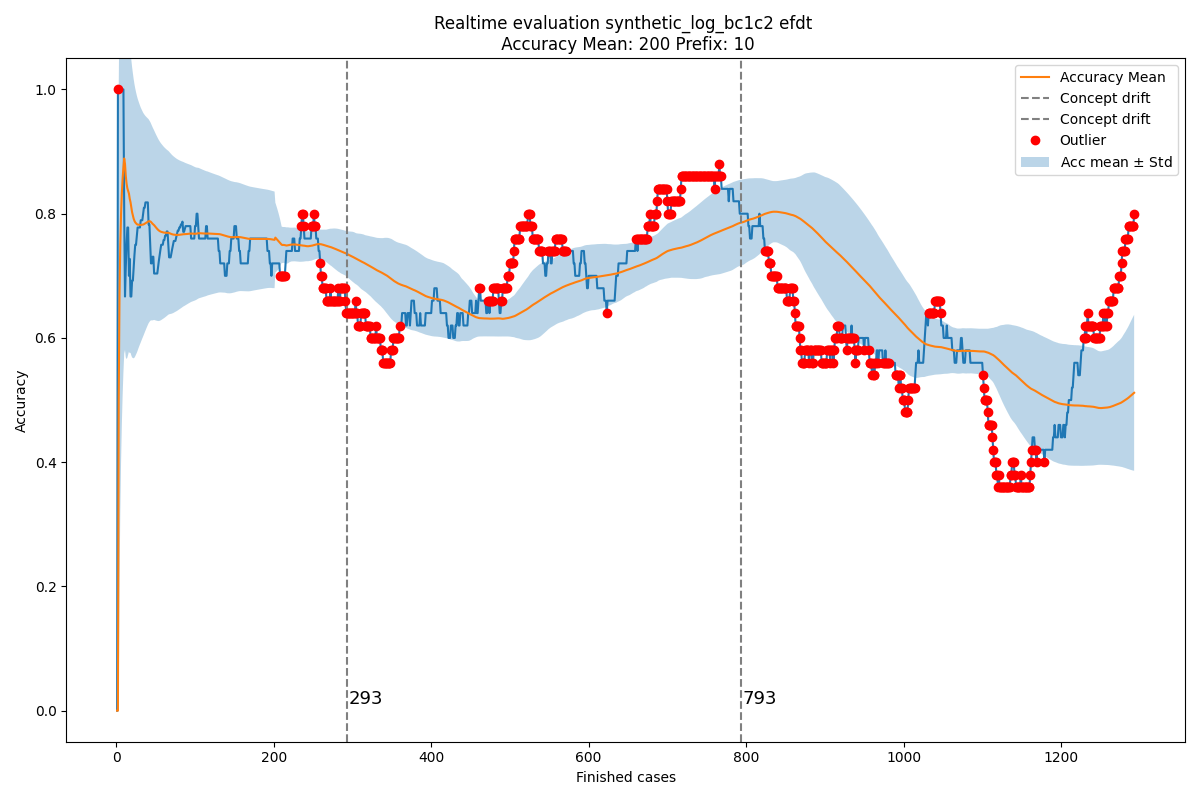 Realtime evaluation synthetic_log_bc1c2 efdt
Accuracy Mean: 200 Prefix: 10
Accuracy Mean
Concept drift
Concept drift
Outlier
Acc mean ± Std
1.0
0.8
0.6
0.4
0.2
0.0
Accuracy
293
793
0
200
400
600
800
1000
1200
Finished cases